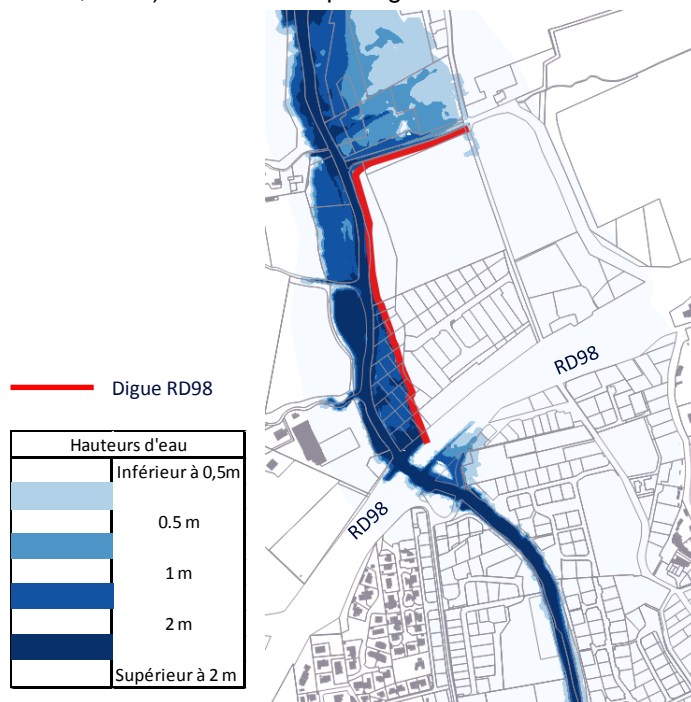 RD98
Digue RD98
Hauteurs d'eau
Inférieur à 0,5m
0.5 m
1 m
2 m
Supérieur à 2 m
RD98